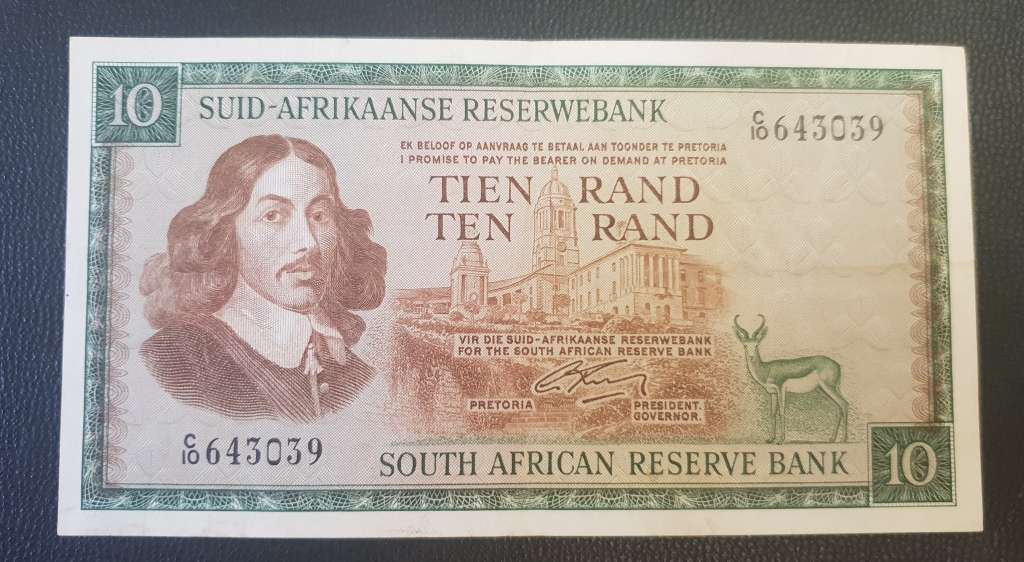 10
SUID-AFRIKAANSE RESERWEBANK
C/10 643039
EK BELOOF OP AANVRAAG TE BETAAL AAN TOONDER TE PRETORIA
I PROMISE TO PAY THE BEARER ON DEMAND AT PRETORIA
TIEN RAND
TEN RAND
VIR DIE SUID-AFRIKAANSE RESERWEBANK
FOR THE SOUTH AFRICAN RESERVE BANK
PRETORIA
PRESIDENT.
GOVERNOR.
C/10 643039
SOUTH AFRICAN RESERVE BANK
10